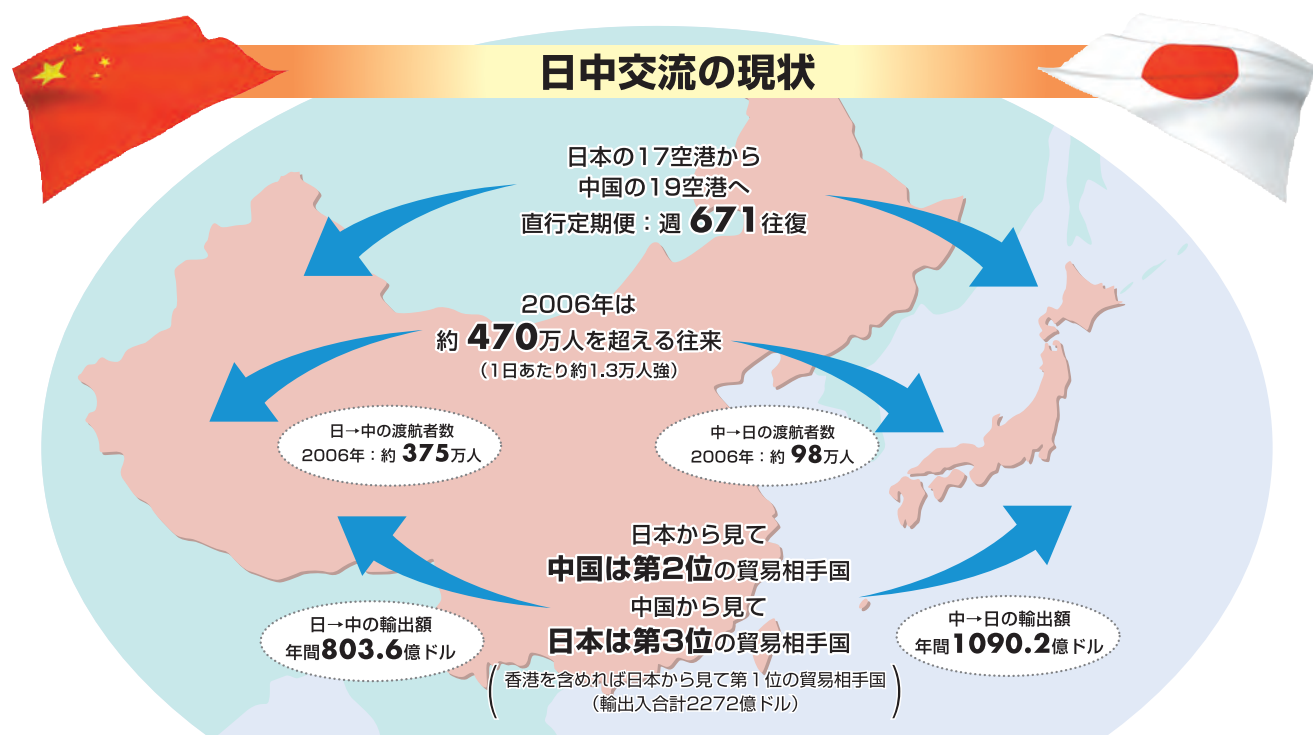 日中交流の現状
日本の17空港から
中国の19空港へ
直行定期便：週 671往復
2006年は
約 470万人を超える往来
（1日あたり約1.3万人強）
日→中の渡航者数
2006年：約 375万人
中→日の渡航者数
2006年：約 98万人
日本から見て
中国は第2位の貿易相手国
中国から見て
日本は第3位の貿易相手国
日→中の輸出額
年間803.6億ドル
中→日の輸出額
年間1090.2億ドル
（香港を含めれば日本から見て第１位の貿易相手国
（輸出入合計2272億ドル））